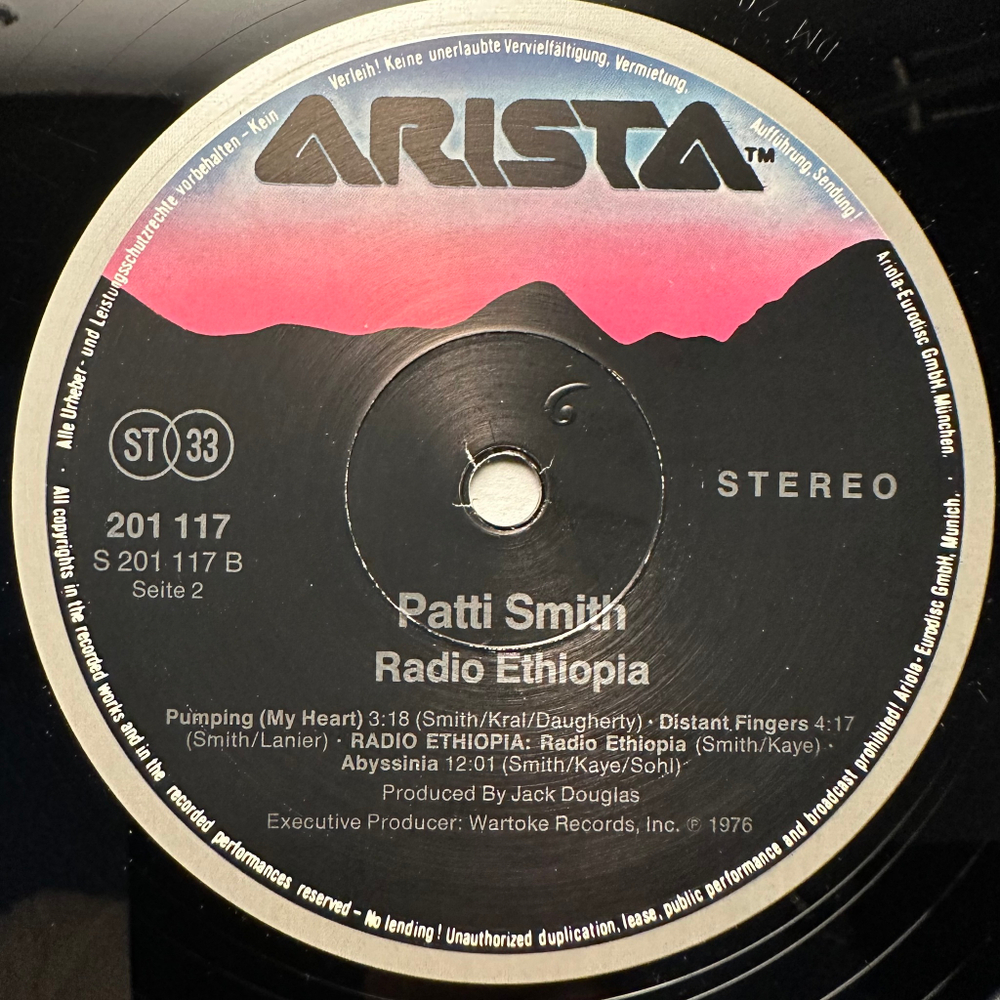 Alle Urheber- und Leistungsschutzrechte vorbehalten – Kein Verleih! Keine unerlaubte Vervielfältigung, Vermietung, Aufführung, Sendung! Ariola-Eurodisc GmbH, München.
ARISTA™
ST 33
STEREO
201 117
S 201 117 B
Seite 2
6
Patti Smith
Radio Ethiopia
Pumping (My Heart) 3:18 (Smith/Kral/Daugherty) · Distant Fingers 4:17
(Smith/Lanier) · RADIO ETHIOPIA: Radio Ethiopia (Smith/Kaye) ·
Abyssinia 12:01 (Smith/Kaye/Sohl)
Produced By Jack Douglas
Executive Producer: Wartoke Records, Inc. ℗ 1976
· All copyrights in the recorded works and in the recorded performances reserved – No lending! Unauthorized duplication, lease, public performance and broadcast prohibited! Ariola-Eurodisc GmbH, Munich. ·